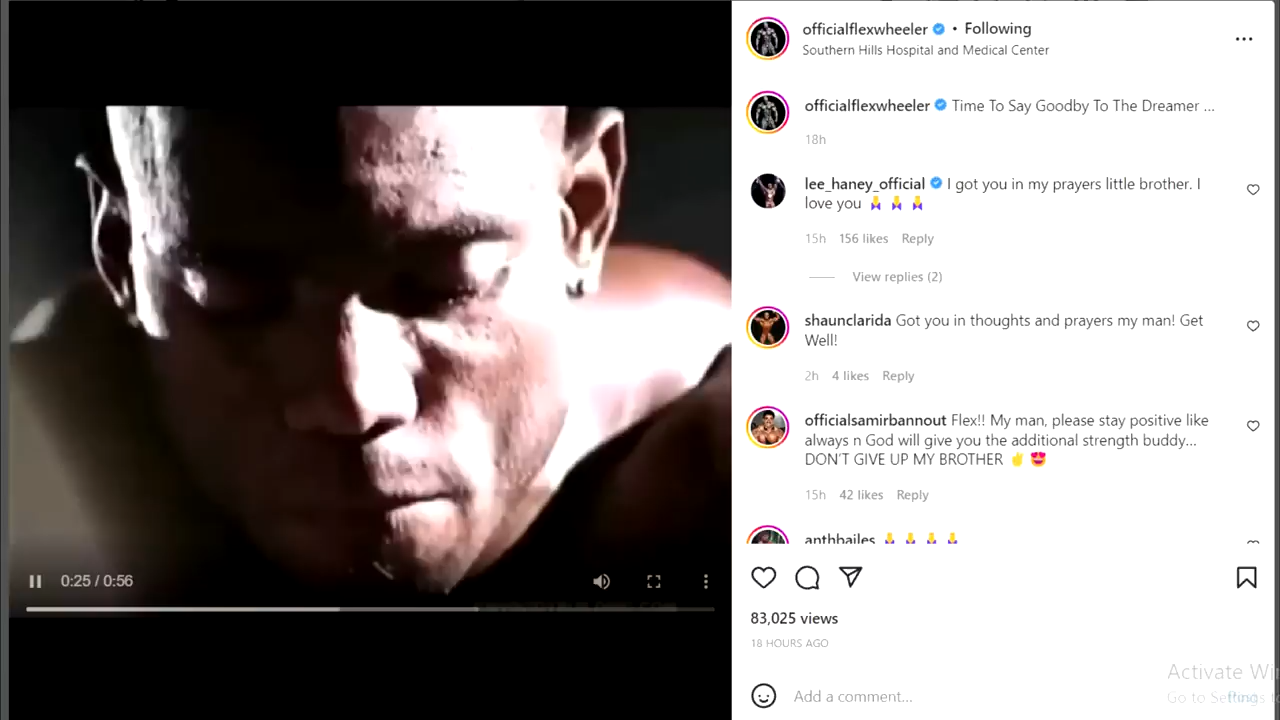 officialflexwheeler • Following
Southern Hills Hospital and Medical Center
officialflexwheeler Time To Say Goodby To The Dreamer ...
18h
lee_haney_official I got you in my prayers little brother. I
love you
15h 156 likes Reply
View replies (2)
shaunclarida Got you in thoughts and prayers my man! Get
Well!
2h 4 likes Reply
officialsamirbannout Flex!! My man, please stay positive like
always n God will give you the additional strength buddy...
DON'T GIVE UP MY BROTHER
15h 42 likes Reply
anthbailes
0:25 / 0:56
83,025 views
18 HOURS AGO
Activate Wi
Go to Settings t
Add a comment...